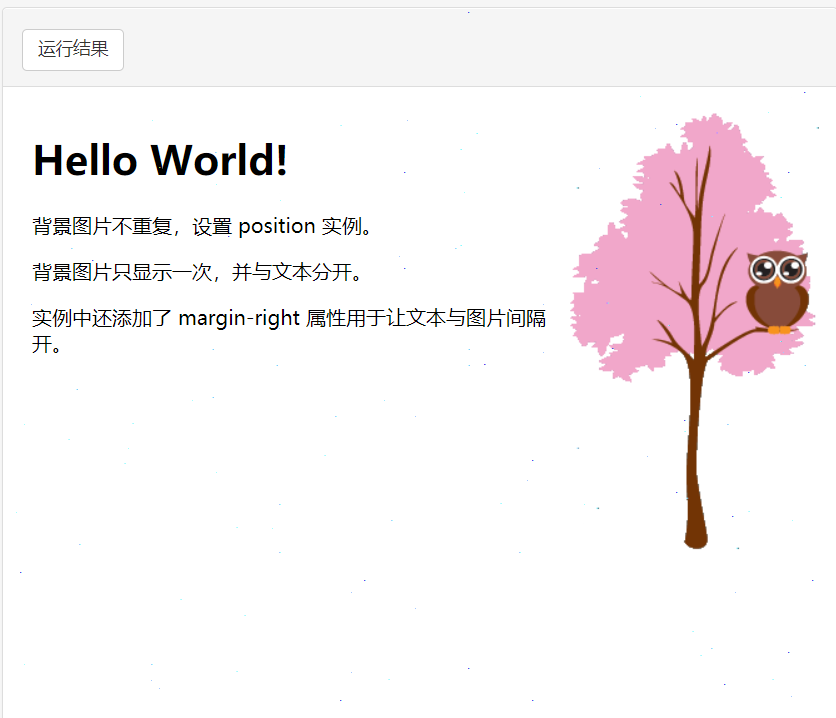 运行结果
Hello World!
背景图片不重复，设置 position 实例。
背景图片只显示一次，并与文本分开。
实例中还添加了 margin-right 属性用于让文本与图片间隔
开。